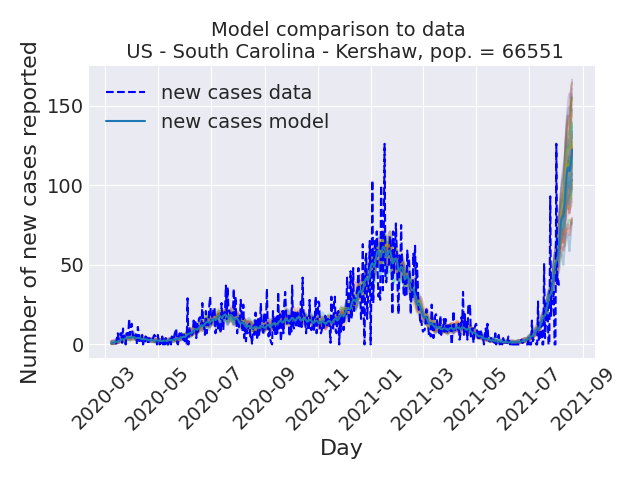 Model comparison to data
US - South Carolina - Kershaw, pop. = 66551
Number of new cases reported
150
100
50
0
new cases data
new cases model
2020-03
2020-05
2020-07
2020-09
2020-11
2021-01
2021-03
2021-05
2021-07
2021-09
Day